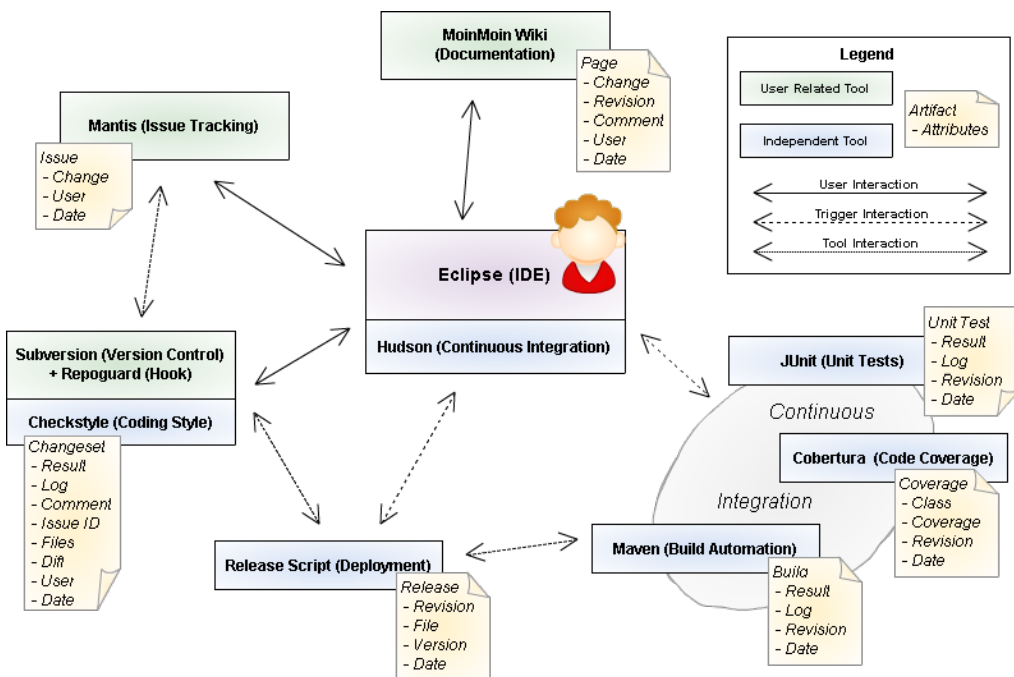 MoinMoin Wiki
(Documentation)
Page
- Change
- Revision
- Comment
- User
- Date
Legend
User Related Tool
Independent Tool
Artifact
- Attributes
User Interaction
Trigger Interaction
Tool Interaction
Mantis (Issue Tracking)
Issue
- Change
- User
- Date
Eclipse (IDE)
Hudson (Continuous Integration)
Subversion (Version Control)
+ Repoguard (Hook)
Checkstyle (Coding Style)
Changeset
- Result
- Log
- Comment
- Issue ID
- Files
- Diff
- User
- Date
Unit Test
- Result
- Log
- Revision
- Date
JUnit (Unit Tests)
Continuous
Integration
Cobertura (Code Coverage)
Coverage
- Class
- Coverage
- Revision
- Date
Maven (Build Automation)
Build
- Result
- Log
- Revision
- Date
Release Script (Deployment)
Release
- Revision
- File
- Version
- Date